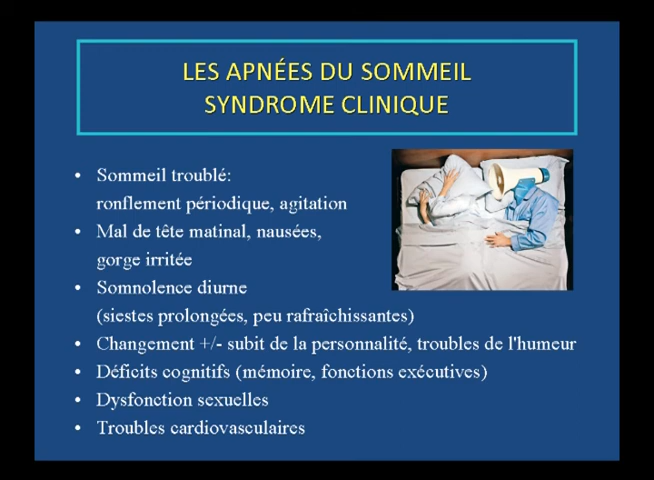 LES APNÉES DU SOMMEIL
SYNDROME CLINIQUE
• Sommeil troublé:
ronflement périodique, agitation
• Mal de tête matinal, nausées,
gorge irritée
• Somnolence diurne
(siestes prolongées, peu rafraîchissantes)
• Changement +/- subit de la personnalité, troubles de l'humeur
• Déficits cognitifs (mémoire, fonctions exécutives)
• Dysfonction sexuelles
• Troubles cardiovasculaires